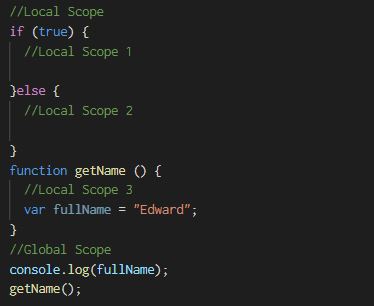 //Local Scope
if (true) {
//Local Scope 1
}else {
//Local Scope 2
}
function getName () {
//Local Scope 3
var fullName = "Edward";
}
//Global Scope
console.log(fullName);
getName();